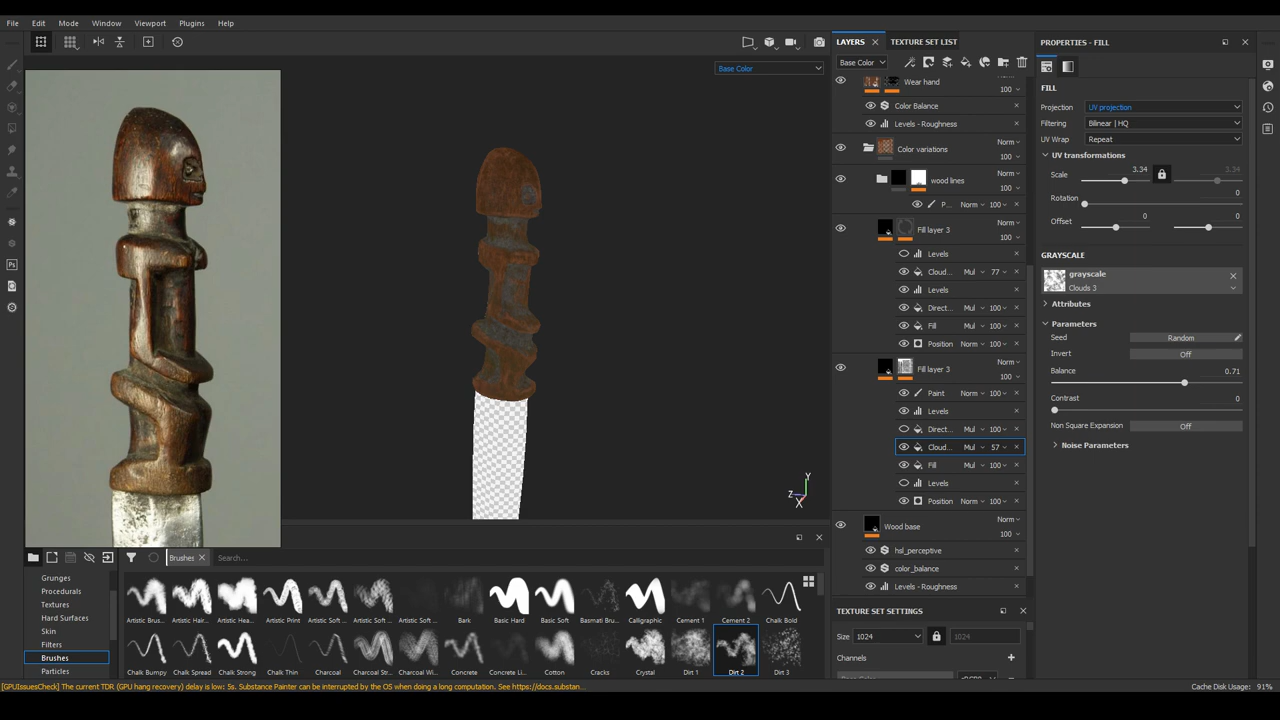 File Edit Mode Window Viewport Plugins Help
Base Color
LAYERS × TEXTURE SET LIST
Base Color
Wear hand 100
Color Balance
Levels - Roughness
Color variations Norm 100
wood lines Norm 100
P... Norm 100
Fill layer 3 Norm 100
Levels
Cloud... Mul 77
Levels
Direct... Mul 100
Fill Mul 100
Position Norm 100
Fill layer 3 Norm 100
Paint Norm 100
Levels
Direct... Mul 100
Cloud... Mul 57
Fill Mul 100
Levels
Position Norm 100
Wood base Norm 100
hsl_perceptive
color_balance
Levels - Roughness
TEXTURE SET SETTINGS
Size 1024 1024
Channels
PROPERTIES - FILL
FILL
Projection UV projection
Filtering Bilinear | HQ
UV Wrap Repeat
UV transformations
Scale 3.34 3.34
Rotation 0
Offset 0 0
GRAYSCALE
grayscale
Clouds 3
Attributes
Parameters
Seed Random
Invert Off
Balance 0.71
Contrast 0
Non Square Expansion Off
Noise Parameters
Y
Z
X
Ps
Brushes × Search...
Grunges
Procedurals
Textures
Hard Surfaces
Skin
Filters
Brushes
Particles
Artistic Brus... Artistic Hair... Artistic Hea... Artistic Print Artistic Soft ... Artistic Soft ... Artistic Soft ... Bark Basic Hard Basic Soft Basmati Bru... Calligraphic Cement 1 Cement 2 Chalk Bold
Chalk Bumpy Chalk Spread Chalk Strong Chalk Thin Charcoal Charcoal Str... Charcoal Wi... Concrete Concrete Li... Cotton Cracks Crystal Dirt 1 Dirt 2 Dirt 3
[GPUIssuesCheck] The current TDR (GPU hang recovery) delay is low: 5s. Substance Painter can be interrupted by the OS when doing a long computation. See https://docs.substan...
Cache Disk Usage: 91%